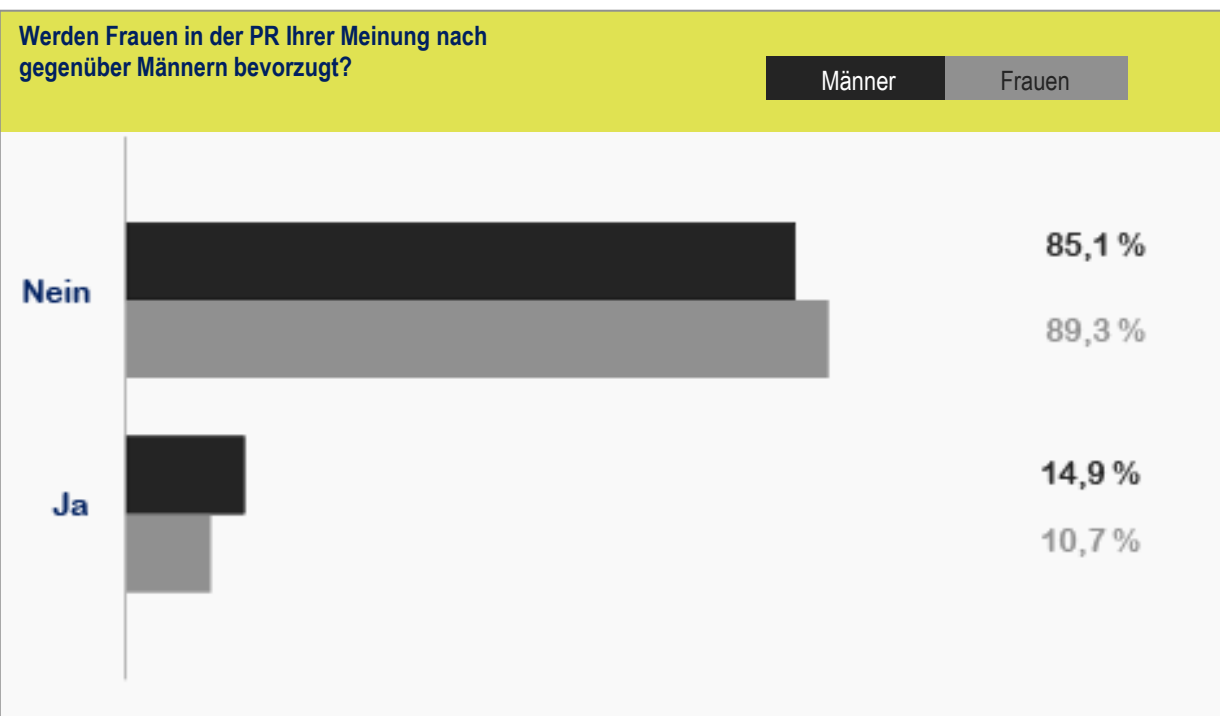 Werden Frauen in der PR Ihrer Meinung nach
gegenüber Männern bevorzugt?
Männer
Frauen
Nein
85,1 %
89,3 %
Ja
14,9 %
10,7 %